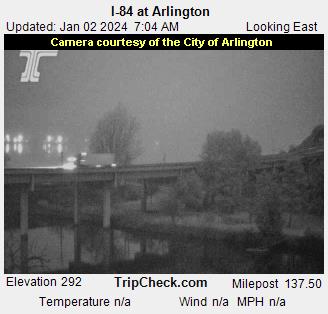 I-84 at Arlington
Updated: Jan 02 2024 7:04 AM Looking East
Camera courtesy of the City of Arlington
Elevation 292 TripCheck.com Milepost 137.50
Temperature n/a Wind n/a MPH n/a